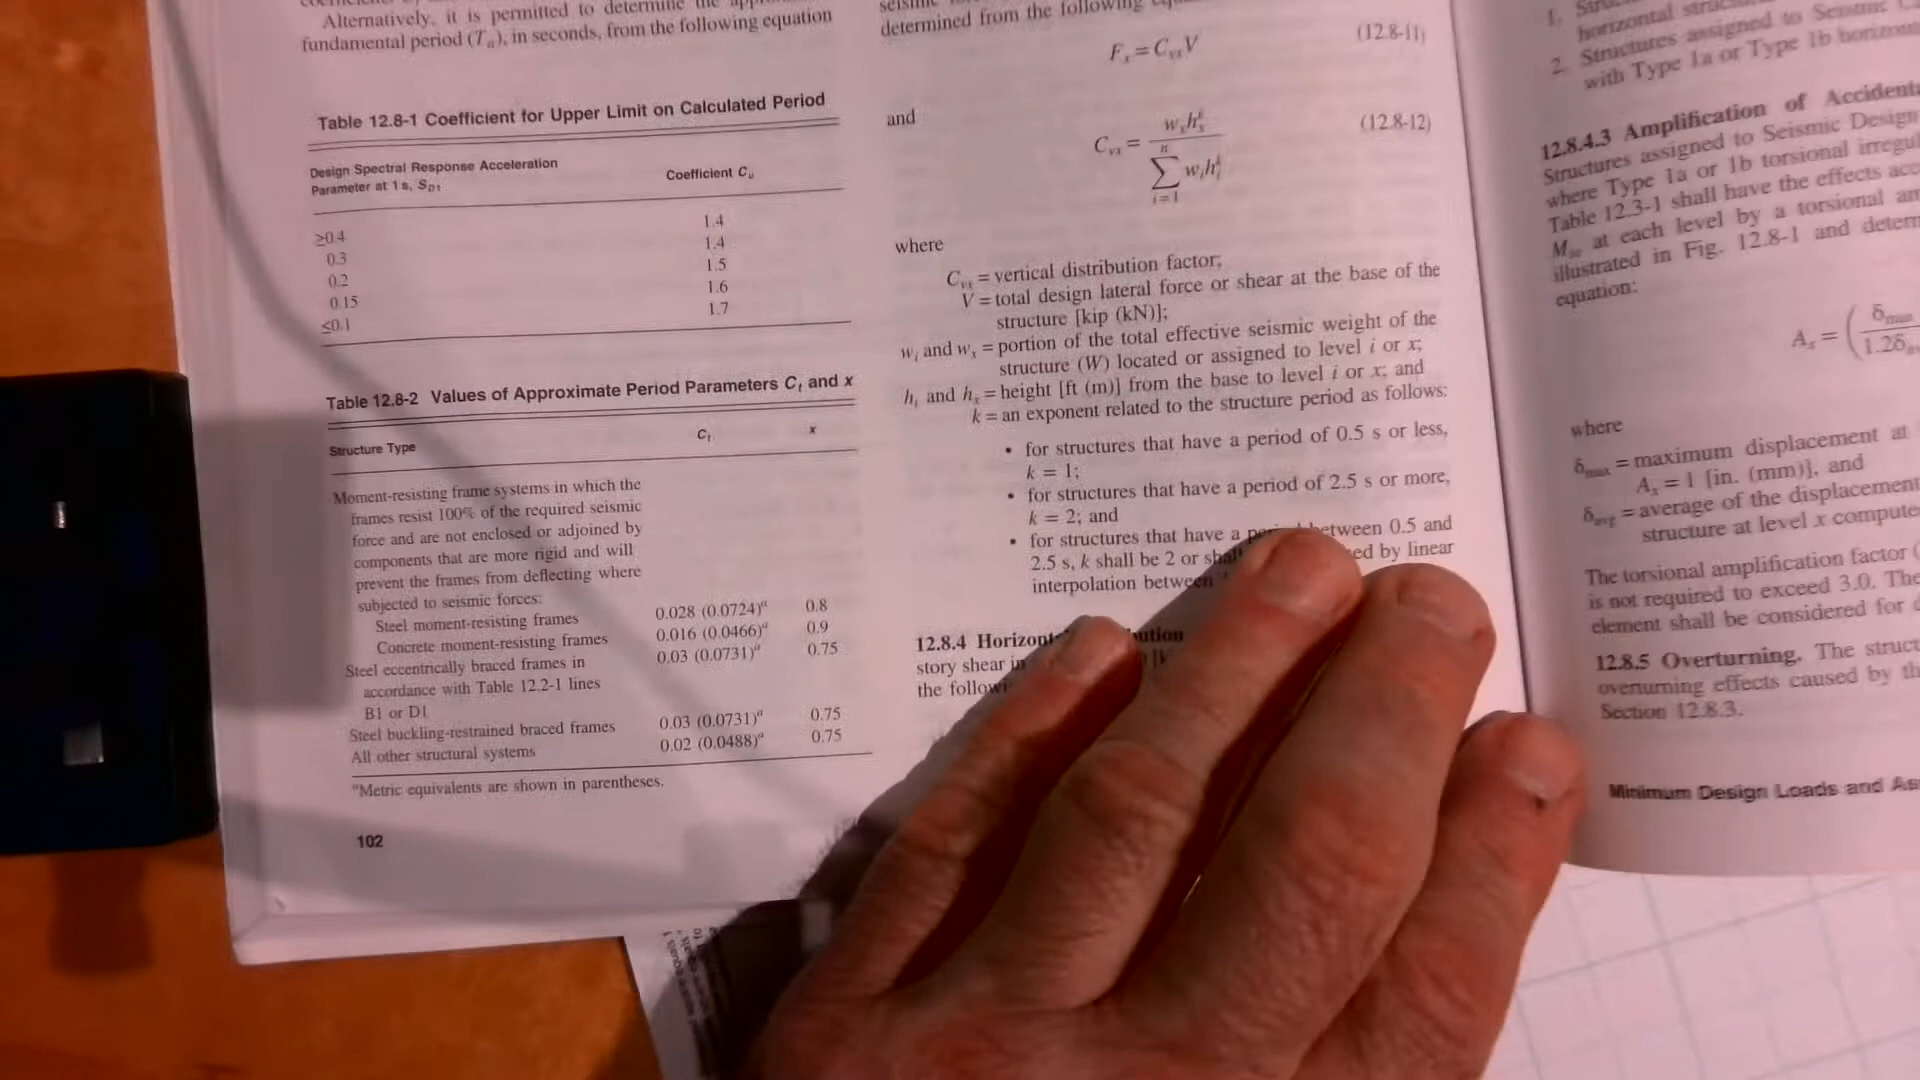 Alternatively, it is permitted to determine the
fundamental period (Ta), in seconds, from the following equation
Table 12.8-1 Coefficient for Upper Limit on Calculated Period
Design Spectral Response Acceleration
Parameter at 1 s, SD1
Coefficient Cu
≥0.4 1.4
0.3 1.4
0.2 1.5
0.15 1.6
≤0.1 1.7
Table 12.8-2 Values of Approximate Period Parameters Ct and x
Structure Type Ct x
Moment-resisting frame systems in which the
frames resist 100% of the required seismic
force and are not enclosed or adjoined by
components that are more rigid and will
prevent the frames from deflecting where
subjected to seismic forces:
Steel moment-resisting frames 0.028 (0.0724)a 0.8
Concrete moment-resisting frames 0.016 (0.0466)a 0.9
Steel eccentrically braced frames in 0.03 (0.0731)a 0.75
accordance with Table 12.2-1 lines
B1 or D1
Steel buckling-restrained braced frames 0.03 (0.0731)a 0.75
All other structural systems 0.02 (0.0488)a 0.75
aMetric equivalents are shown in parentheses.
102
determined from the following
Fx = CvxV (12.8-11)
and
Cvx = wxhx^k / ∑ i=1 n wihi^k (12.8-12)
where
Cvx = vertical distribution factor;
V = total design lateral force or shear at the base of the
structure [kip (kN)];
wi and wx = portion of the total effective seismic weight of the
structure (W) located or assigned to level i or x;
hi and hx = height [ft (m)] from the base to level i or x; and
k = an exponent related to the structure period as follows:
• for structures that have a period of 0.5 s or less,
k = 1;
• for structures that have a period of 2.5 s or more,
k = 2; and
• for structures that have a between 0.5 and
2.5 s, k shall be 2 or by linear
interpolation between
12.8.4
story shear in
the
horizontal
2. Structures assigned to Seismic
with Type 1a or Type 1b
12.8.4.3 Amplification of
Structures assigned to Seismic Design
where Type 1a or 1b torsional
Table 12.3-1 shall have the effects
at each level by a torsional
illustrated in Fig. 12.8-1 and
equation:
Ax = (δmax / 1.2δ
where
δmax = maximum displacement at
Ax = 1 [in. (mm)], and
δavg = average of the displacement
structure at level x
The torsional amplification factor
is not required to exceed 3.0. The
element shall be considered for
12.8.5 Overturning. The
overturning effects caused by
Section 12.8.3.
Minimum Design Loads and